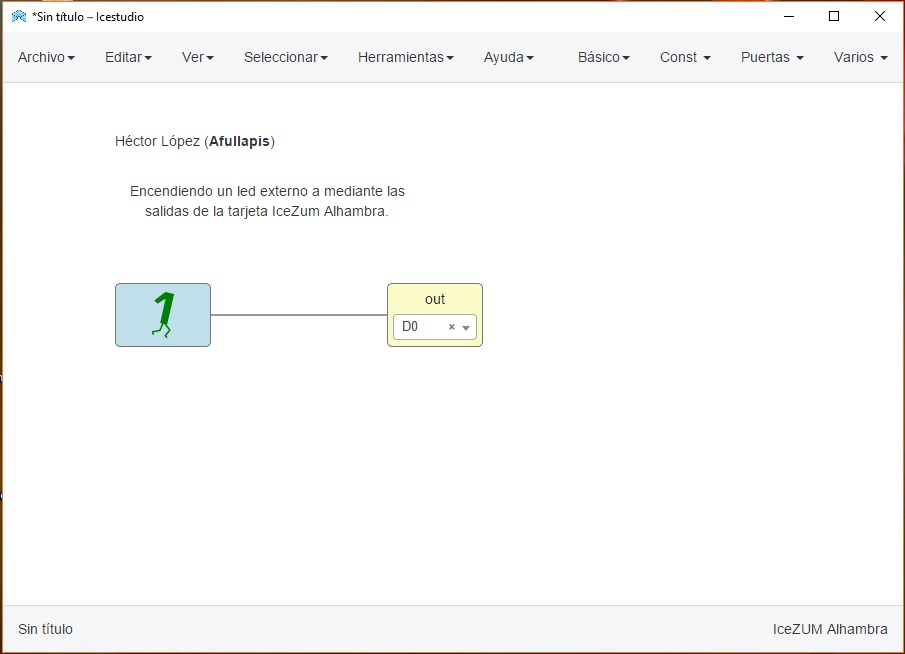 *Sin título – Icestudio
Archivo Editar Ver Seleccionar Herramientas Ayuda Básico Const Puertas Varios
Héctor López (Afullapis)
Encendiendo un led externo a mediante las
salidas de la tarjeta IceZum Alhambra.
1
out
D0 ×
Sin título IceZUM Alhambra